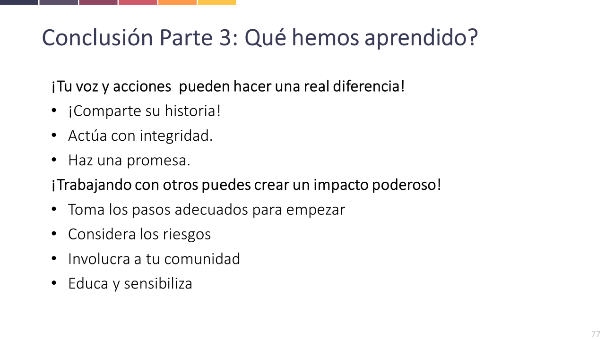 Conclusión Parte 3: Qué hemos aprendido?
¡Tu voz y acciones pueden hacer una real diferencia!
• ¡Comparte su historia!
• Actúa con integridad.
• Haz una promesa.
¡Trabajando con otros puedes crear un impacto poderoso!
• Toma los pasos adecuados para empezar
• Considera los riesgos
• Involucra a tu comunidad
• Educa y sensibiliza
77